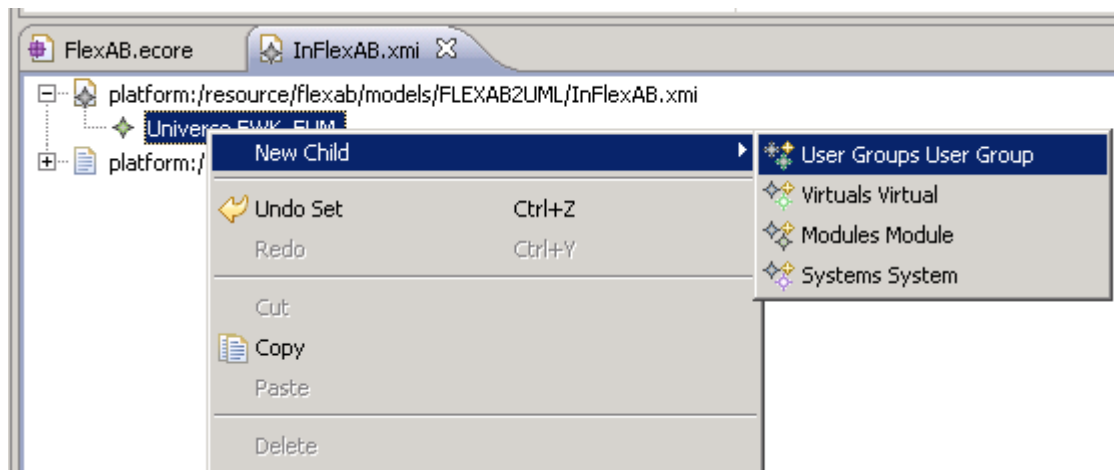 FlexAB.ecore
InFlexAB.xmi
platform:/resource/flexab/models/FLEXAB2UML/InFlexAB.xmi
platform:/
New Child
User Groups User Group
Undo Set Ctrl+Z
Virtuals Virtual
Redo Ctrl+Y
Modules Module
Systems System
Cut
Copy
Paste
Delete